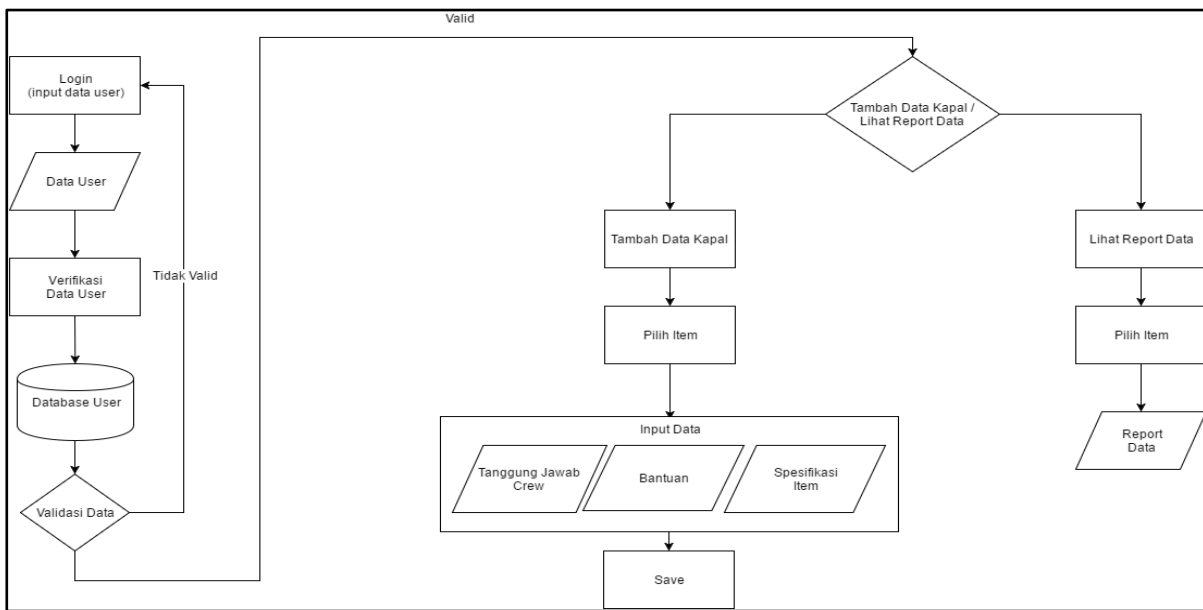 Valid
Login
(input data user)
Data User
Verifikasi
Data User
Tidak Valid
Database User
Validasi Data
Tambah Data Kapal /
Lihat Report Data
Tambah Data Kapal
Pilih Item
Input Data
Tanggung Jawab
Crew
Bantuan
Spesifikasi
Item
Save
Lihat Report Data
Pilih Item
Report
Data